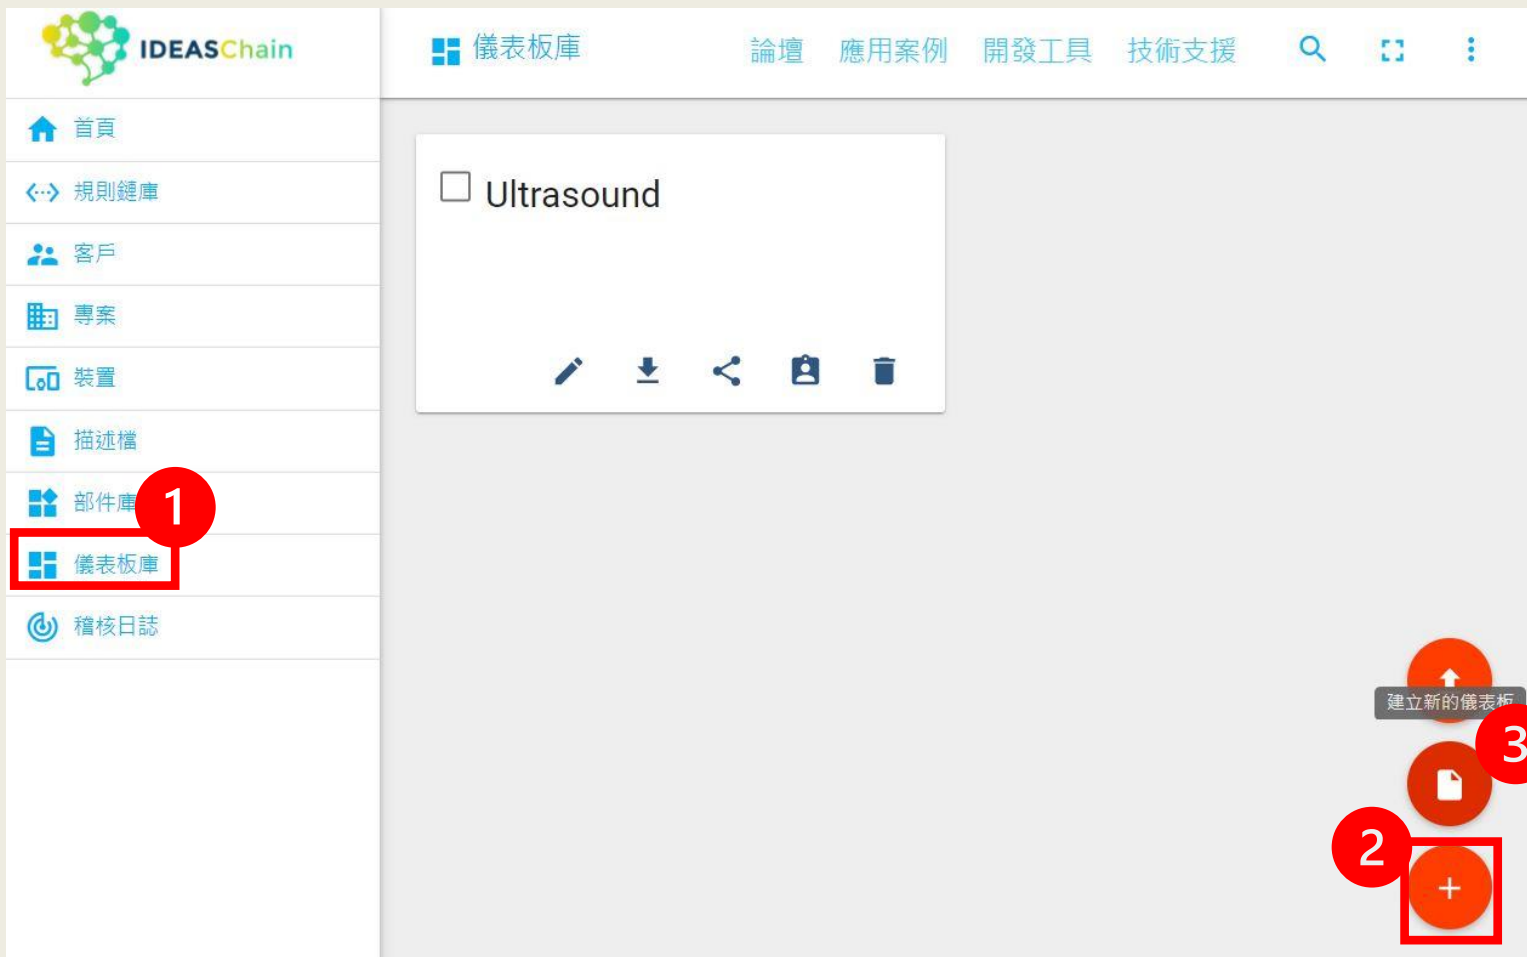 IDEASChain
儀表板庫
論壇 應用案例 開發工具 技術支援
首頁
規則鏈庫
客戶
專案
裝置
描述檔
部件庫
儀表板庫
稽核日誌
1
Ultrasound
建立新的儀表板
3
2